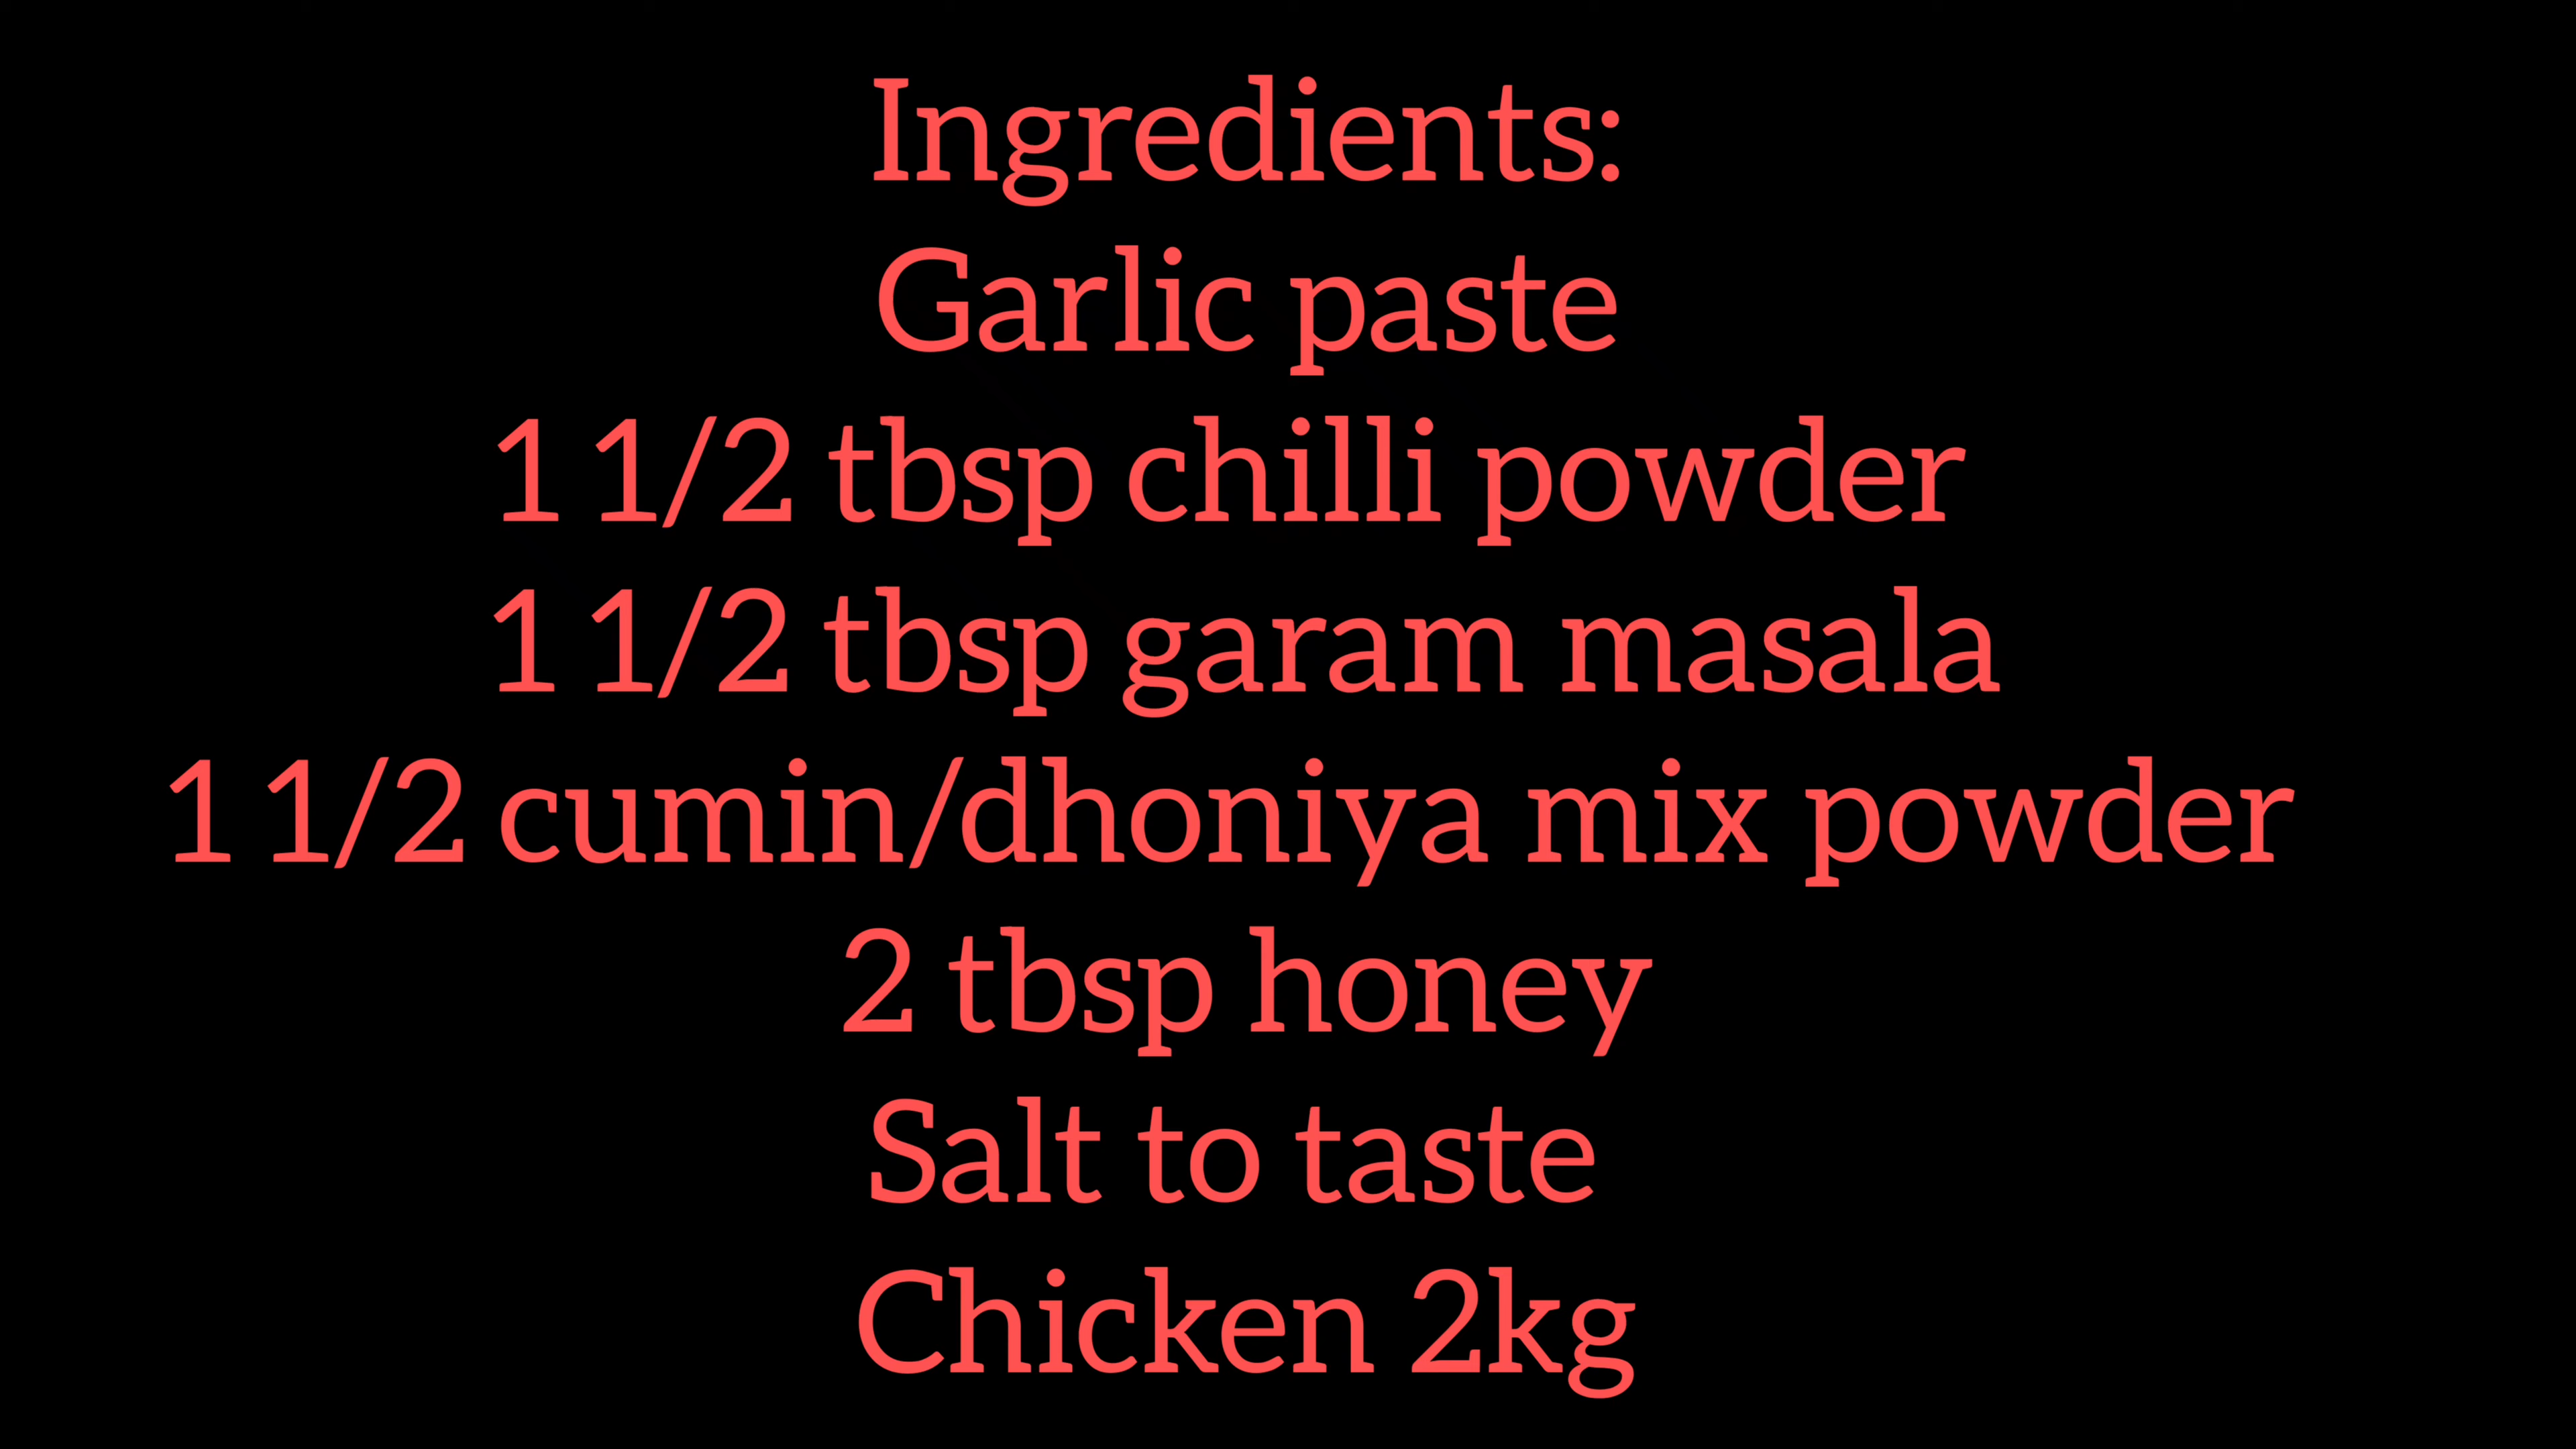 Ingredients:
Garlic paste
1 1/2 tbsp chilli powder
1 1/2 tbsp garam masala
1 1/2 cumin/dhoniya mix powder
2 tbsp honey
Salt to taste
Chicken 2kg